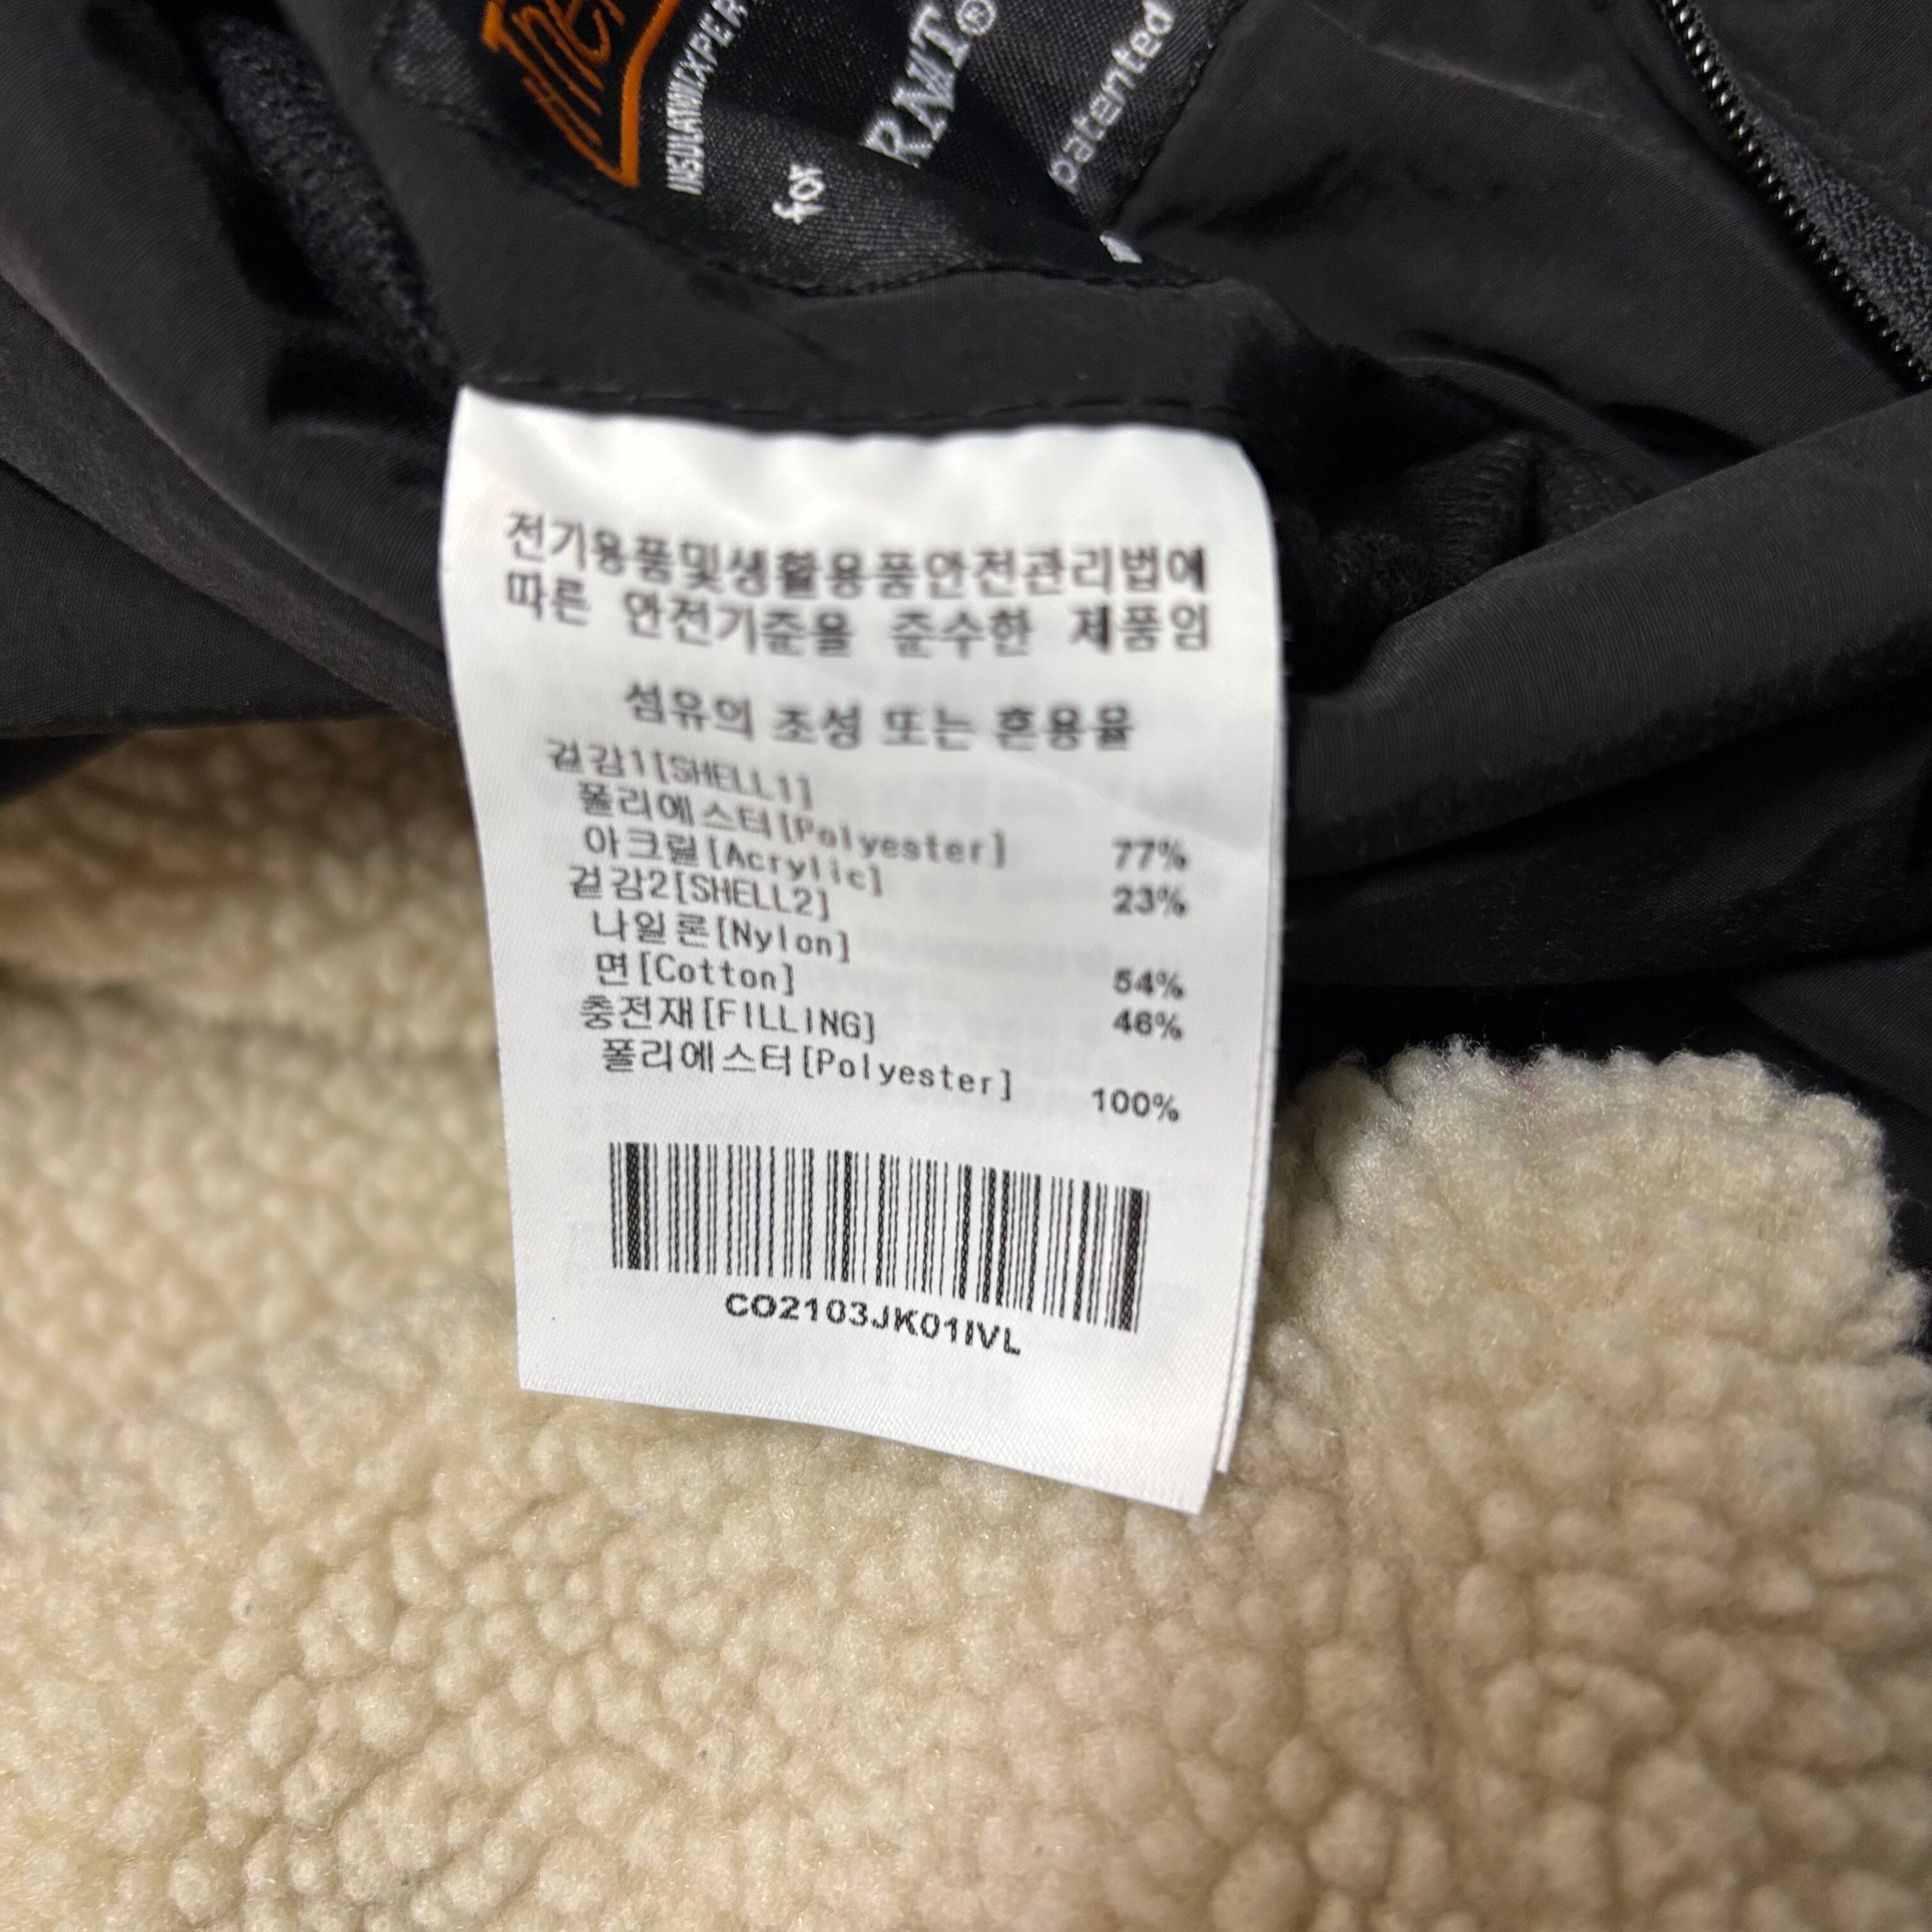 for
RMT®
patented
전기용품및생활용품안전관리법에
따른 안전기준을 준수한 제품임
섬유의 조성 또는 혼용율
겉감1[SHELL1]
폴리에스터[Polyester] 77%
아크릴[Acrylic] 23%
겉감2[SHELL2]
나일론[Nylon] 54%
면[Cotton] 46%
충전재[FILLING]
폴리에스터[Polyester] 100%
CO2103JK01IVL